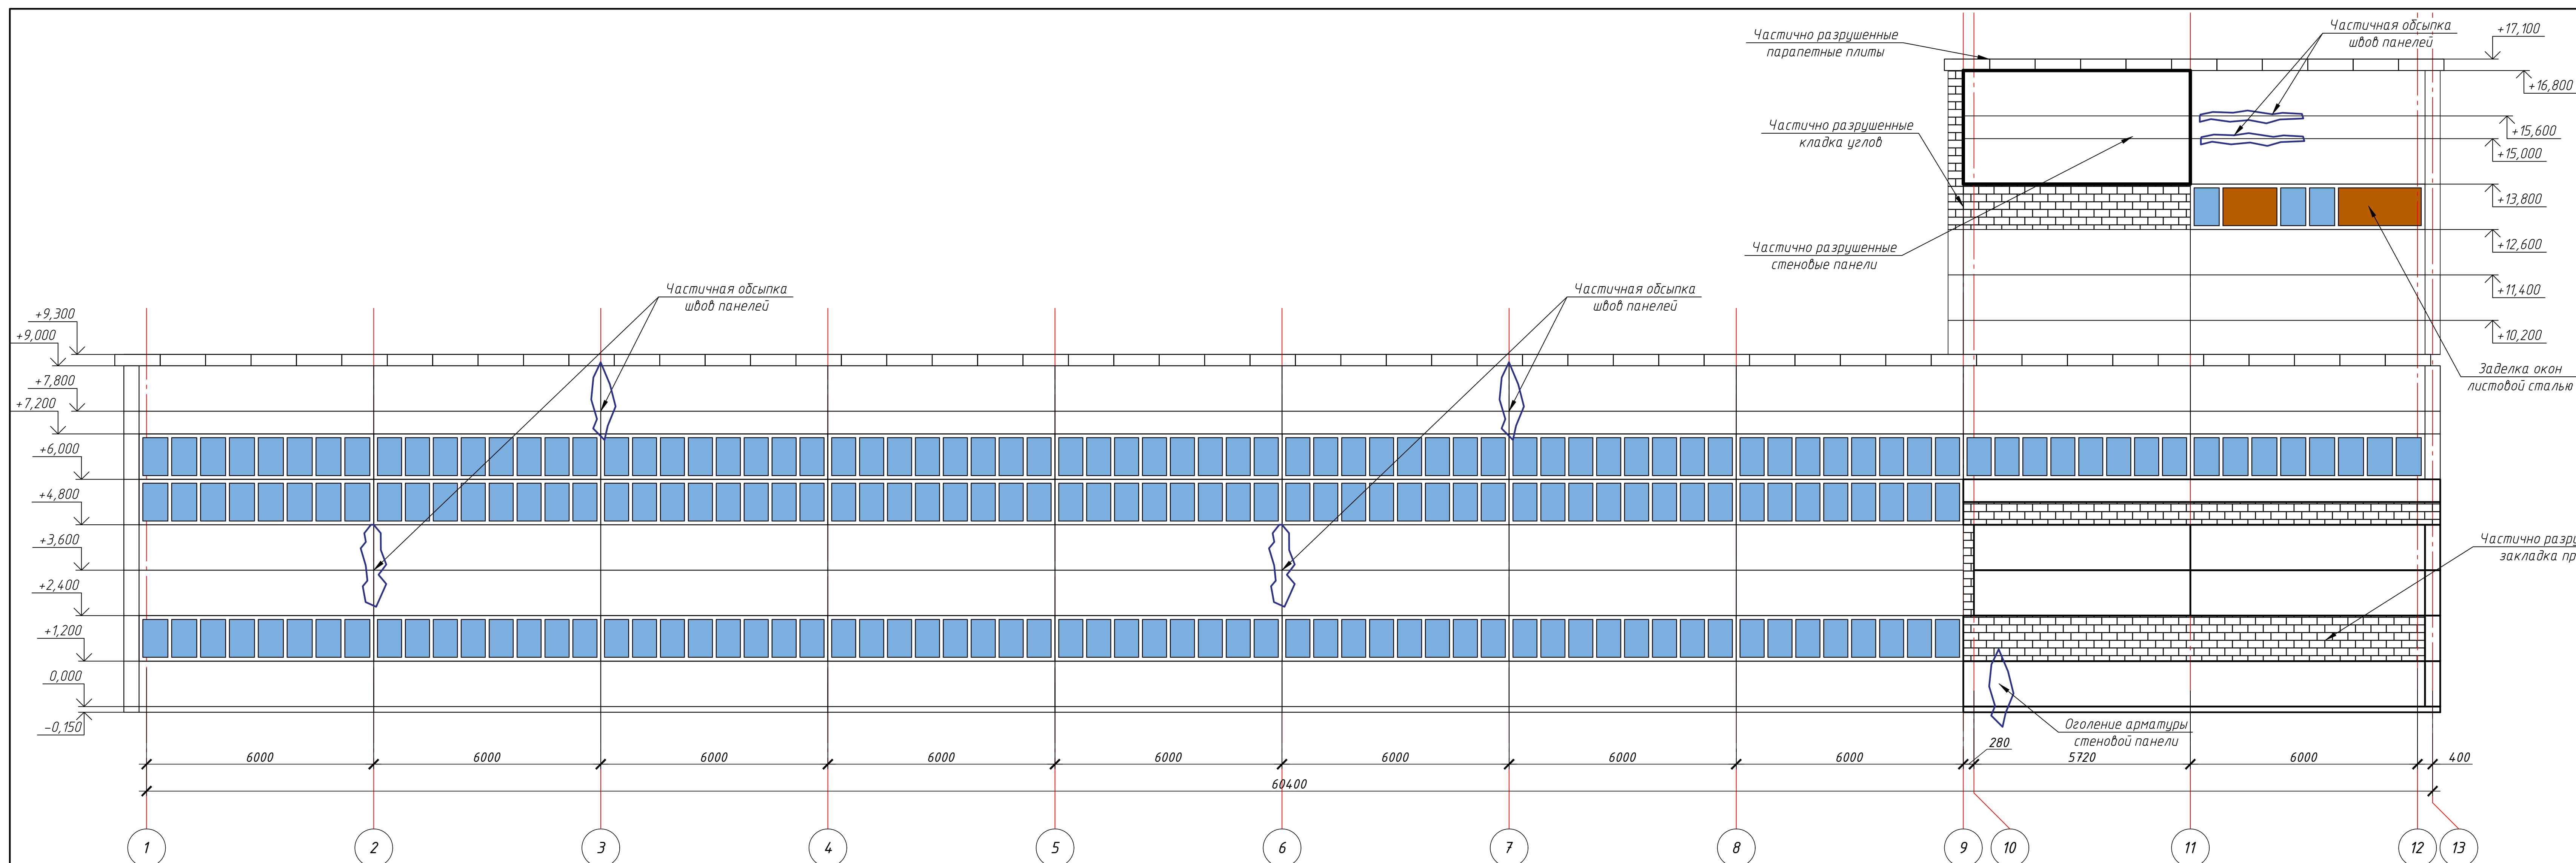 Частично разрушенные
парапетные плиты
Частичная обсыпка
швов панелей
+17,100
+16,800
Частично разрушенные
кладка углов
+15,600
+15,000
+13,800
Частично разрушенные
стеновые панели
+12,600
+11,400
+10,200
Частичная обсыпка
швов панелей
Частичная обсыпка
швов панелей
+9,300
+9,000
+7,800
+7,200
Заделка окон
листовой сталью
+6,000
+4,800
+3,600
+2,400
+1,200
0,000
-0,150
Частично разру
закладка пр
Оголение арматуры
стеновой панели
6000 6000 6000 6000 6000 6000 6000 6000 280 5720 6000 400
60400
1 2 3 4 5 6 7 8 9 10 11 12 13